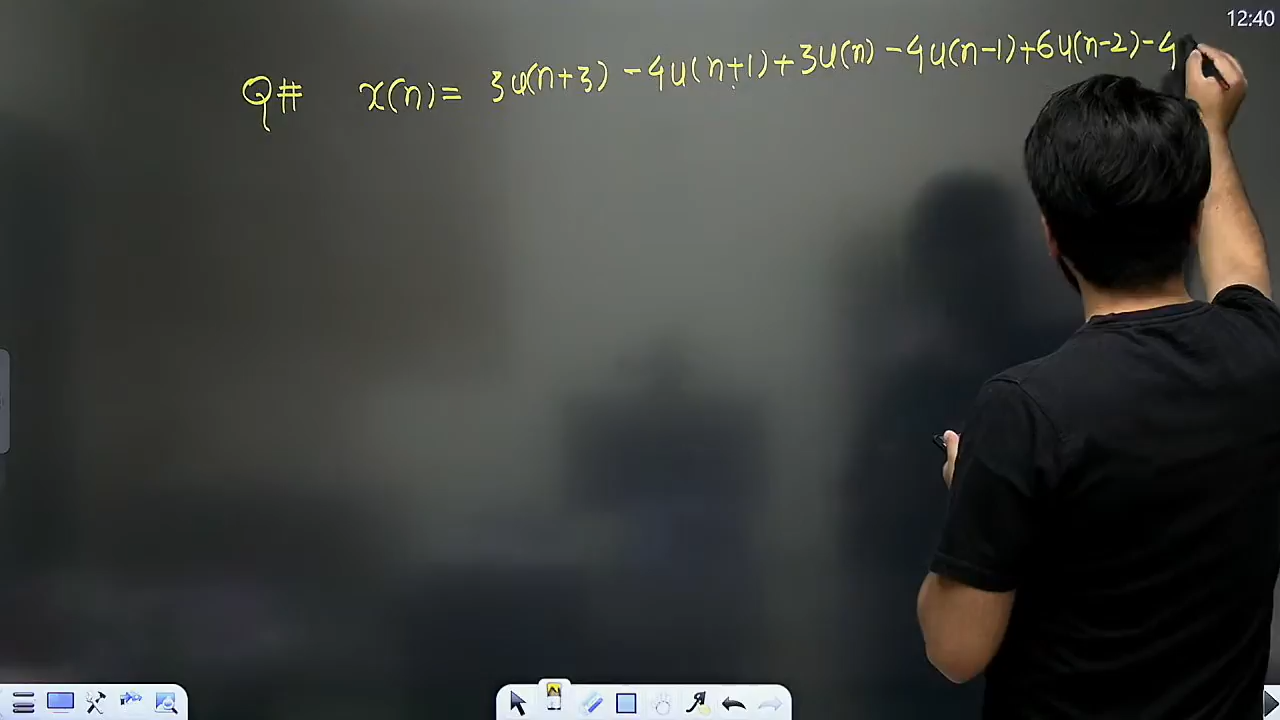 12:40
Q# x(n) = 3u(n+3) - 4u(n+1) + 3u(n) - 4u(n-1) + 6u(n-2) - 4